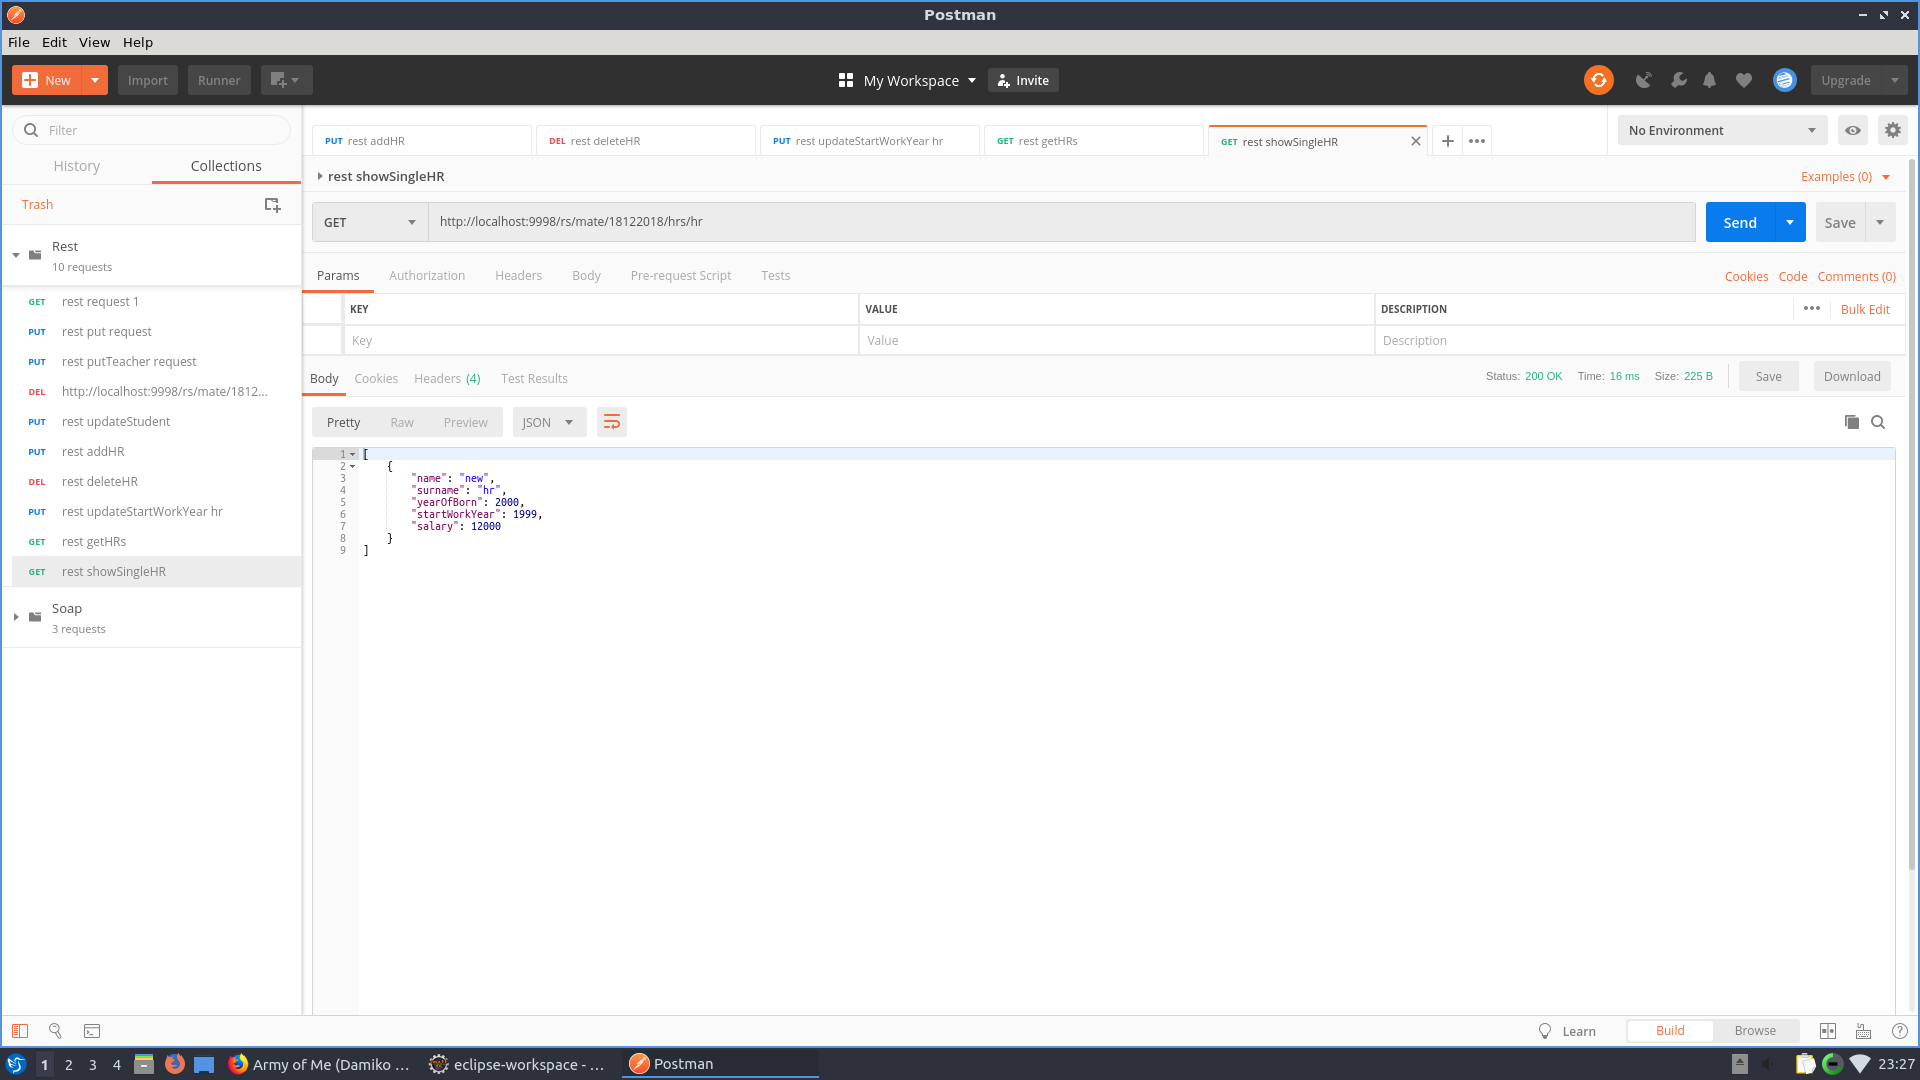 Postman
File Edit View Help
New Import Runner My Workspace Invite Upgrade
Filter
History Collections
Trash
Rest
10 requests
GET rest request 1
PUT rest put request
PUT rest putTeacher request
DEL http://localhost:9998/rs/mate/1812...
PUT rest updateStudent
PUT rest addHR
DEL rest deleteHR
PUT rest updateStartWorkYear hr
GET rest getHRs
GET rest showSingleHR
Soap
3 requests
PUT rest addHR DEL rest deleteHR PUT rest updateStartWorkYear hr GET rest getHRs GET rest showSingleHR No Environment
rest showSingleHR Examples (0)
GET http://localhost:9998/rs/mate/18122018/hrs/hr Send Save
Params Authorization Headers Body Pre-request Script Tests Cookies Code Comments (0)
KEY VALUE DESCRIPTION Bulk Edit
Key Value Description
Body Cookies Headers (4) Test Results Status: 200 OK Time: 16 ms Size: 225 B Save Download
Pretty Raw Preview JSON
1 [
2 {
3 "name": "new",
4 "surname": "hr",
5 "yearOfBorn": 2000,
6 "startWorkYear": 1999,
7 "salary": 12000
8 }
9 ]
Learn Build Browse
1 2 3 4 Army of Me (Damiko ... eclipse-workspace - ... Postman 23:27